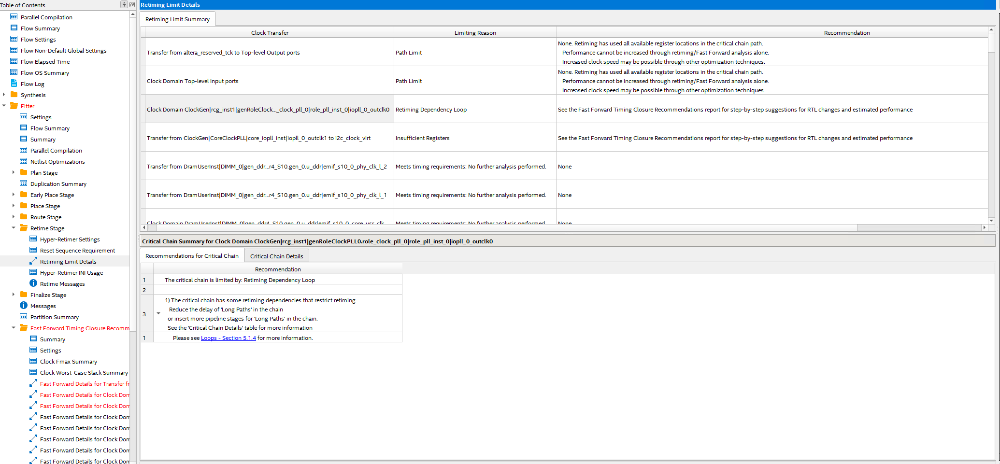 Table of Contents
Parallel Compilation
Flow Summary
Flow Settings
Flow Non-Default Global Settings
Flow Elapsed Time
Flow OS Summary
Flow Log
Synthesis
Fitter
Settings
Flow Summary
Summary
Parallel Compilation
Netlist Optimizations
Plan Stage
Duplication Summary
Early Place Stage
Place Stage
Route Stage
Retime Stage
Hyper-Retimer Settings
Reset Sequence Requirement
Retiming Limit Details
Hyper-Retimer INI Usage
Retime Messages
Finalize Stage
Messages
Partition Summary
Fast Forward Timing Closure Recomm
Summary
Settings
Clock Fmax Summary
Clock Worst-Case Slack Summary
Fast Forward Details for Transfer fr
Fast Forward Details for Clock Dom
Fast Forward Details for Clock Dom
Fast Forward Details for Clock Dom
Fast Forward Details for Clock Dom
Fast Forward Details for Clock Dom
Fast Forward Details for Clock Dom
Fast Forward Details for Clock Dom
Retiming Limit Details
Retiming Limit Summary
Clock Transfer Limiting Reason Recommendation
Transfer from altera_reserved_tck to Top-level Output ports Path Limit
None. Retiming has used all available register locations in the critical chain path.
Performance cannot be increased through retiming/Fast Forward analysis alone.
Increased clock speed may be possible through other optimization techniques.
Clock Domain Top-level Input ports Path Limit
None. Retiming has used all available register locations in the critical chain path.
Performance cannot be increased through retiming/Fast Forward analysis alone.
Increased clock speed may be possible through other optimization techniques.
Clock Domain ClockGen|rcg_inst1|genRoleClock..._clock_pll_0|role_pll_inst_0|iopll_0_outclk0 Retiming Dependency Loop See the Fast Forward Timing Closure Recommendations report for step-by-step suggestions for RTL changes and estimated performance
Transfer from ClockGen|CoreClockPLL|core_iopll_inst|iopll_0_outclk1 to i2c_clock_virt Insufficient Registers See the Fast Forward Timing Closure Recommendations report for step-by-step suggestions for RTL changes and estimated performance
Transfer from DramUserInst|DIMM_0|gen_ddr...r4_S10.gen_0.u_ddr|emif_s10_0_phy_clk_l_2 Meets timing requirements: No further analysis performed. None
Transfer from DramUserInst|DIMM_0|gen_ddr...r4_S10.gen_0.u_ddr|emif_s10_0_phy_clk_l_1 Meets timing requirements: No further analysis performed. None
Clock Domain DramUserInst|DIMM_0|gen_ddr4_S10.gen_0.u_ddr|emif_s10_0_core_usr_clk Meets timing requirements: No further analysis performed. None
Critical Chain Summary for Clock Domain ClockGen|rcg_inst1|genRoleClockPLL0.role_clock_pll_0|role_pll_inst_0|iopll_0_outclk0
Recommendations for Critical Chain Critical Chain Details
Recommendation
1 The critical chain is limited by: Retiming Dependency Loop
2
3 1) The critical chain has some retiming dependencies that restrict retiming.
Reduce the delay of 'Long Paths' in the chain
or insert more pipeline stages for 'Long Paths' in the chain.
See the 'Critical Chain Details' table for more information
1 Please see Loops - Section 5.1.4 for more information.